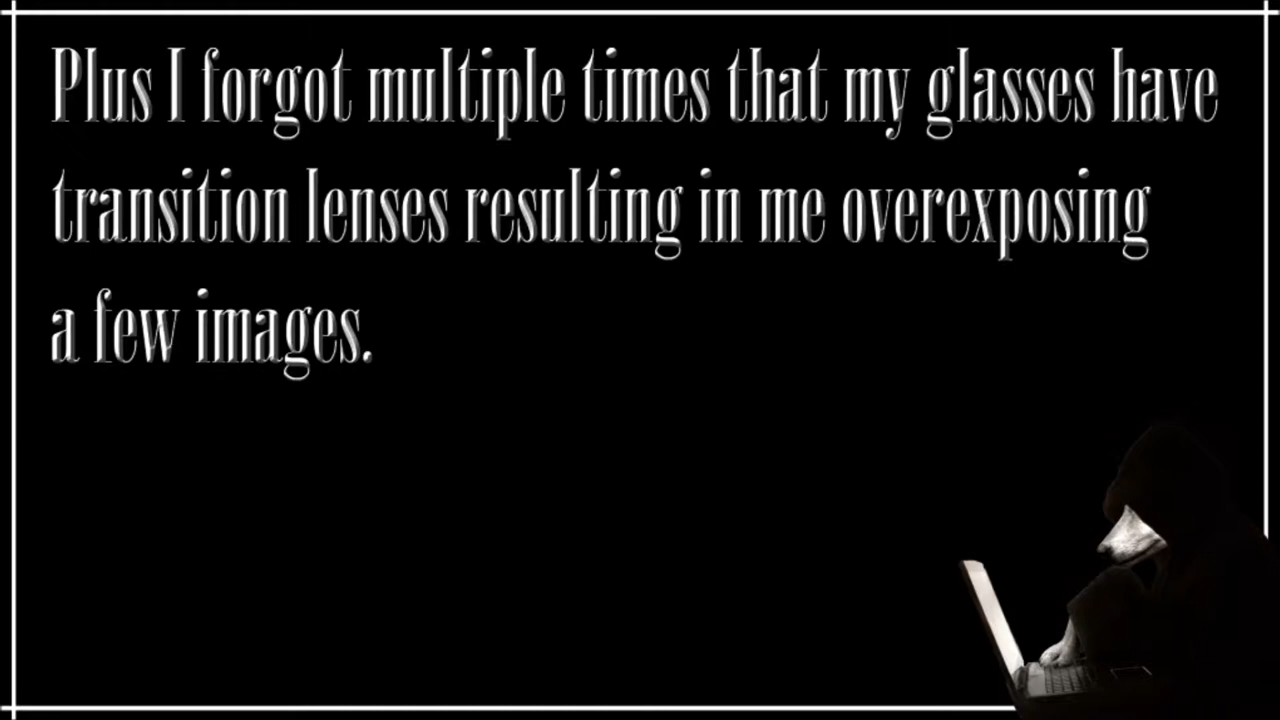 Plus I forgot multiple times that my glasses have
transition lenses resulting in me overexposing
a few images.